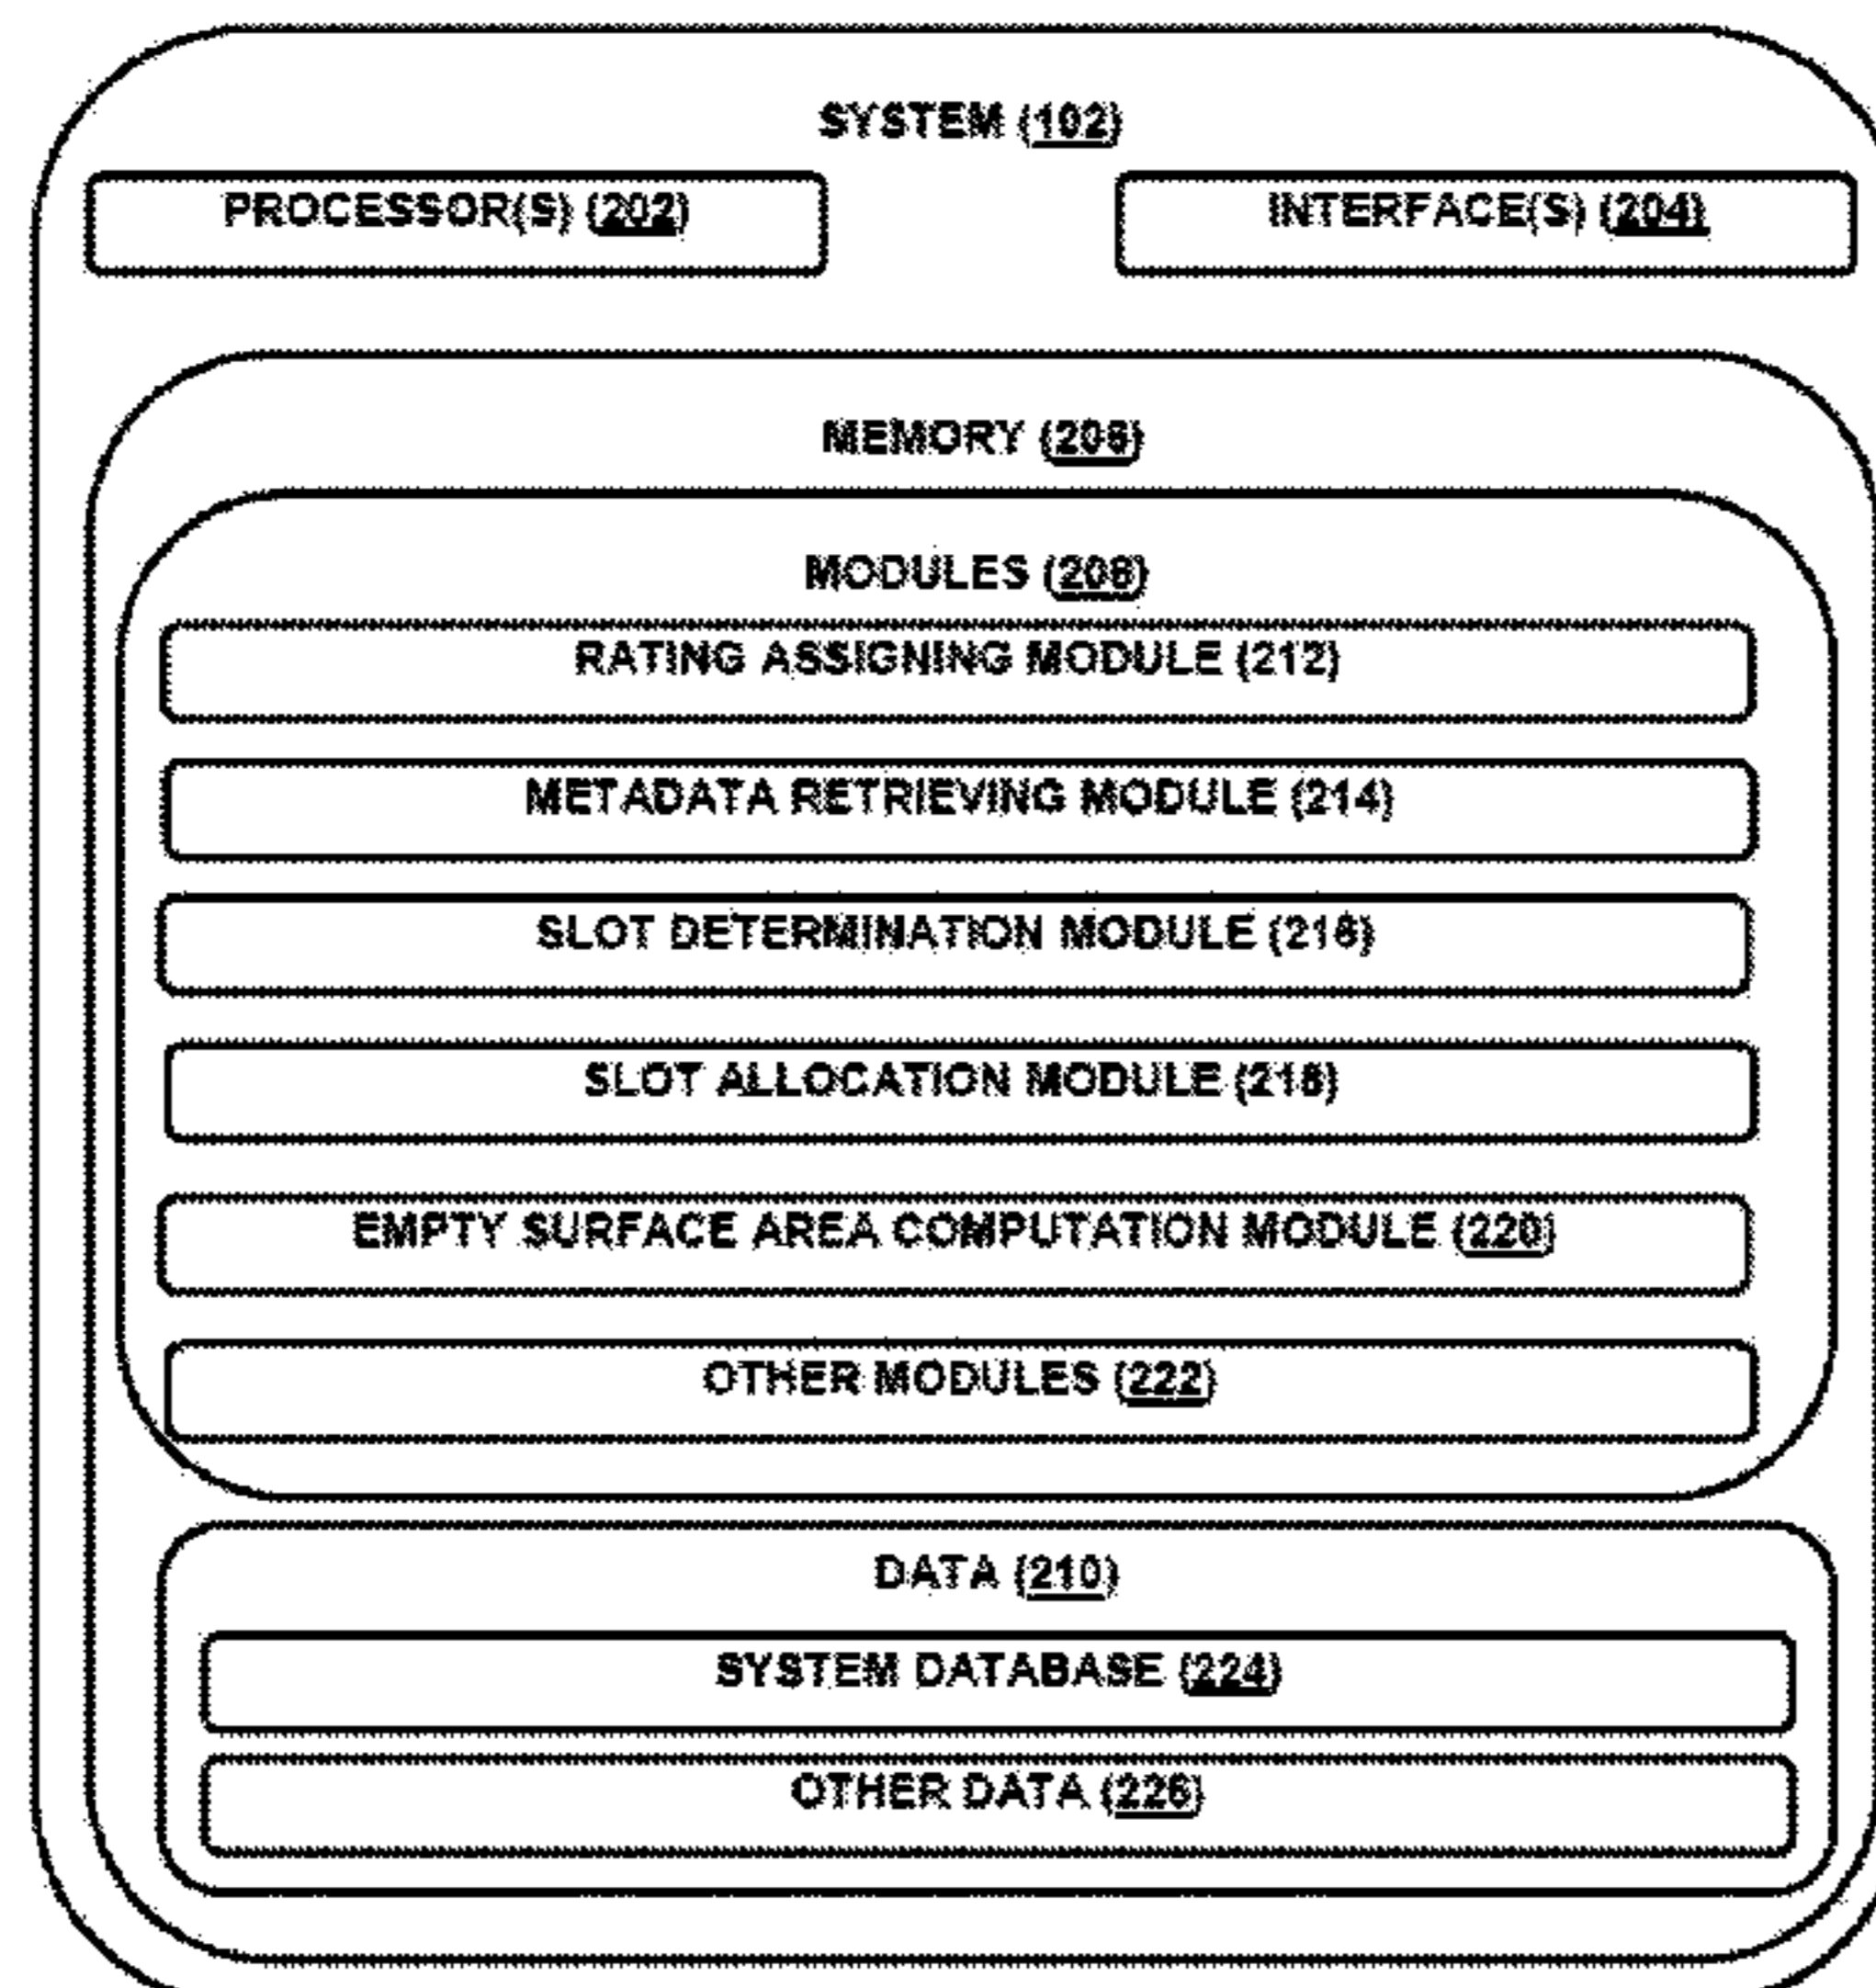 SYSTEM (102)
PROCESSOR(S) (202)
INTERFACE(S) (204)
MEMORY (206)
MODULES (208)
RATING ASSIGNING MODULE (212)
METADATA RETRIEVING MODULE (214)
SLOT DETERMINATION MODULE (216)
SLOT ALLOCATION MODULE (218)
EMPTY SURFACE AREA COMPUTATION MODULE (220)
OTHER MODULES (222)
DATA (210)
SYSTEM DATABASE (224)
OTHER DATA (226)